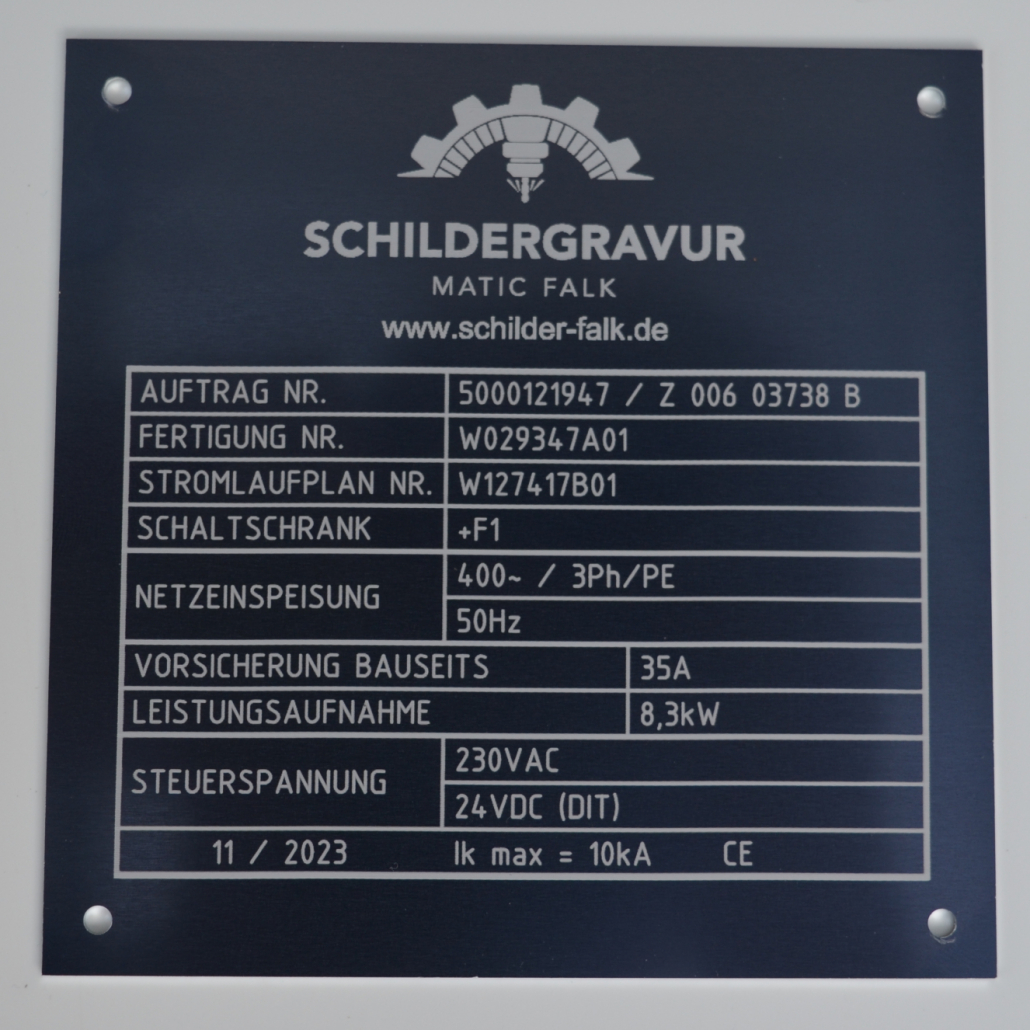 SCHILDERGRAVUR
MATIC FALK
www.schilder-falk.de
AUFTRAG NR. 5000121947 / Z 006 03738 B
FERTIGUNG NR. W029347A01
STROMLAUFPLAN NR. W127417B01
SCHALTSCHRANK +F1
NETZEINSPEISUNG 400~ / 3Ph/PE
50Hz
VORSICHERUNG BAUSEITS 35A
LEISTUNGSAUFNAHME 8,3kW
STEUERSPANNUNG 230VAC
24VDC (DIT)
11 / 2023 Ik max = 10kA CE